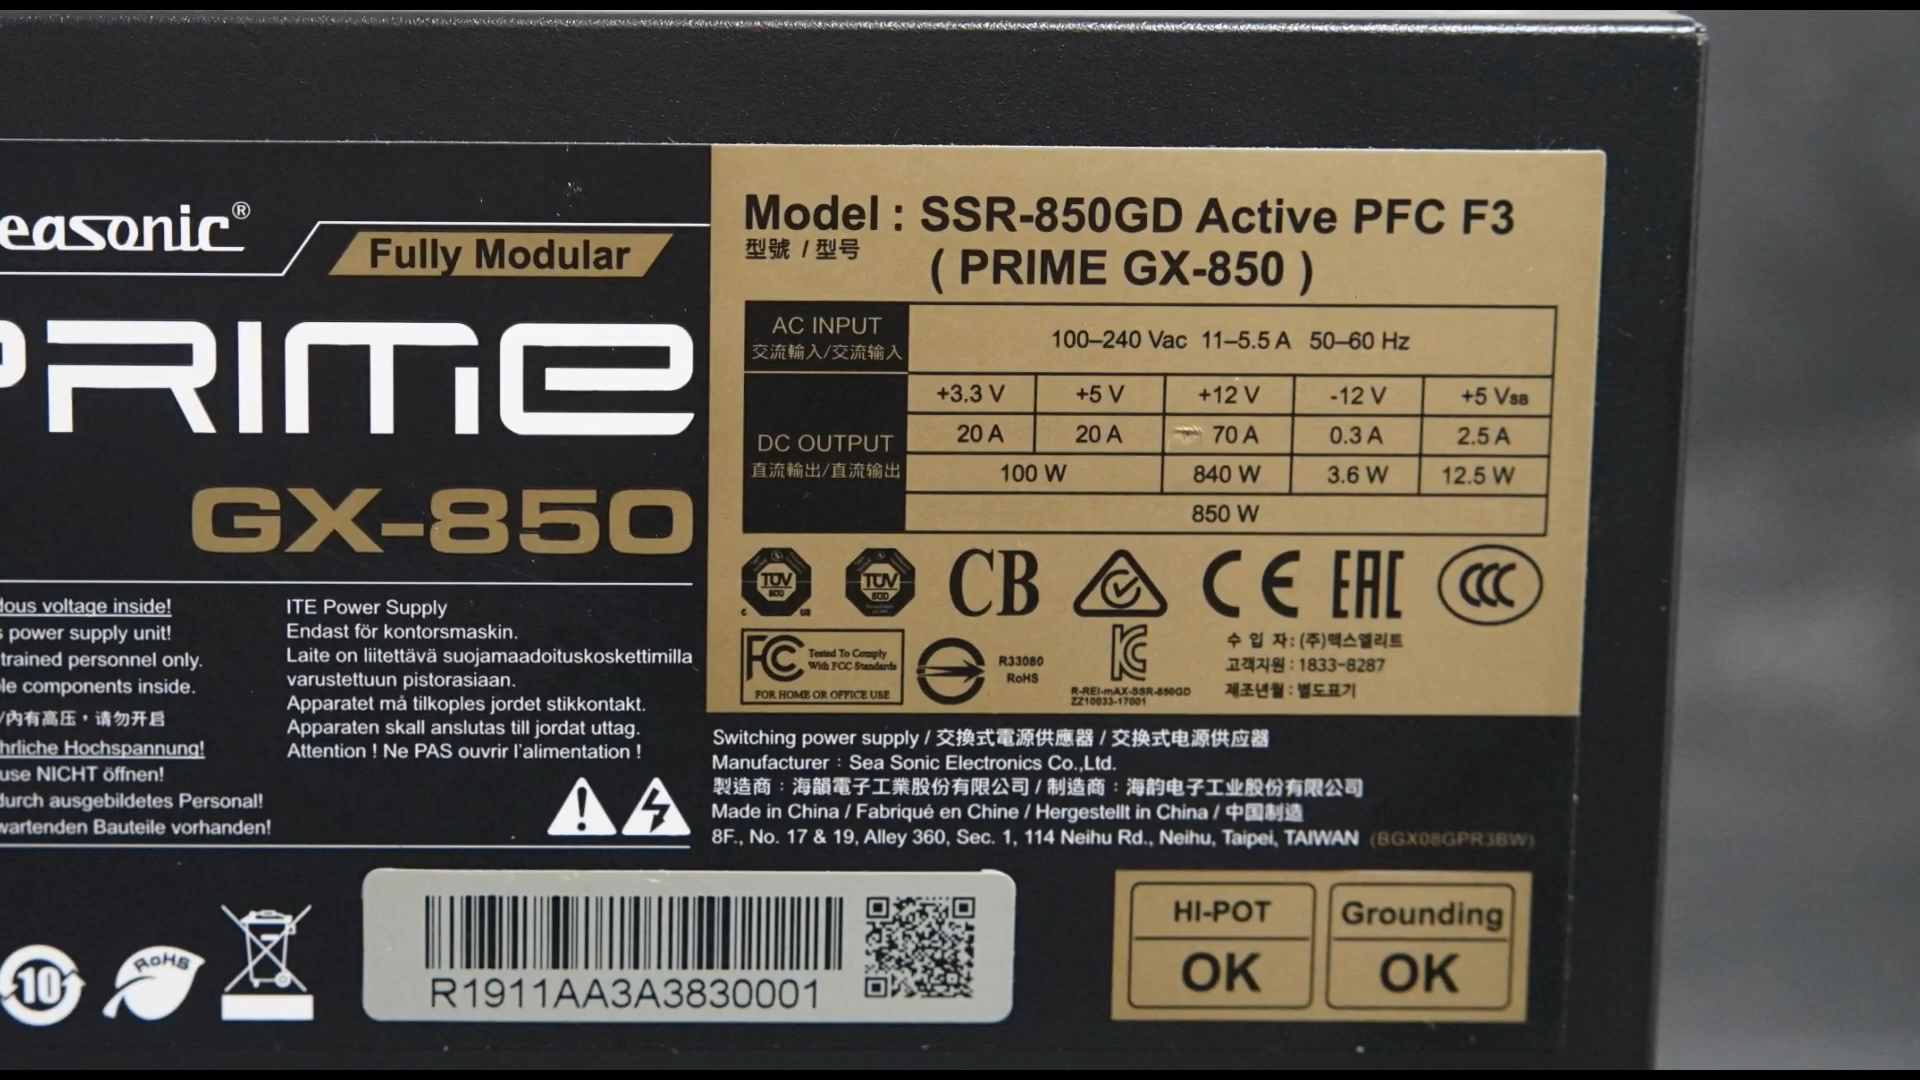 easonic®
Fully Modular
PRIME
GX-850
dous voltage inside!
s power supply unit!
trained personnel only.
le components inside.
/內有高压，请勿开启
hrliche Hochspannung!
use NICHT öffnen!
durch ausgebildetes Personal!
wartenden Bauteile vorhanden!
ITE Power Supply
Endast för kontorsmaskin.
Laite on liitettävä suojamaadoituskoskettimilla
varustettuun pistorasiaan.
Apparatet må tilkoples jordet stikkontakt.
Apparaten skall anslutas till jordat uttag.
Attention ! Ne PAS ouvrir l'alimentation !
Model : SSR-850GD Active PFC F3
型號 / 型号
( PRIME GX-850 )
AC INPUT 100–240 Vac 11–5.5 A 50–60 Hz
交流輸入/交流输入
+3.3 V +5 V +12 V -12 V +5 VSB
DC OUTPUT 20 A 20 A 70 A 0.3 A 2.5 A
直流輸出/直流输出 100 W 840 W 3.6 W 12.5 W
850 W
TÜV SÜD TÜV SÜD CB CE EAC CCC
C US
FC Tested To Comply
With FCC Standards
FOR HOME OR OFFICE USE
R33080
RoHS
KC
R-REI-mAX-SSR-850GD
ZZ10033-17001
수 입 자 : (주)맥스엘리트
고객지원 : 1833-8287
제조년월 : 별도표기
Switching power supply / 交換式電源供應器 / 交换式电源供应器
Manufacturer : Sea Sonic Electronics Co.,Ltd.
製造商 : 海韻電子工業股份有限公司 / 制造商 : 海韵电子工业股份有限公司
Made in China / Fabriqué en Chine / Hergestellt in China / 中国制造
8F., No. 17 & 19, Alley 360, Sec. 1, 114 Neihu Rd., Neihu, Taipei, TAIWAN (BGX08GPR3BW)
10
RoHS
R1911AA3A3830001
HI-POT
OK
Grounding
OK